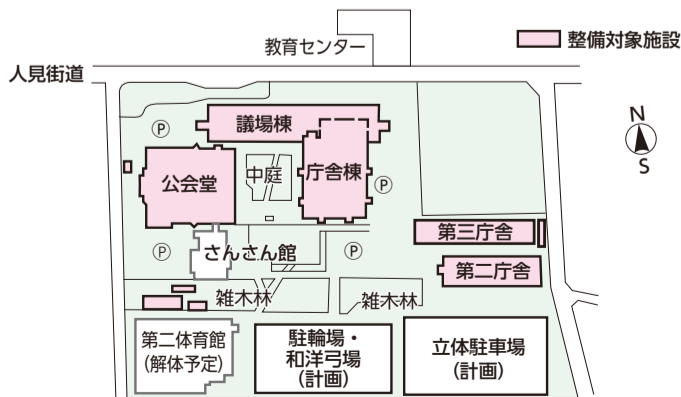 教育センター
整備対象施設
人見街道
N
S
Ⓟ
議場棟
公会堂
中庭
庁舎棟
Ⓟ
第三庁舎
Ⓟ
さんさん館
Ⓟ
第二庁舎
雑木林
雑木林
第二体育館
(解体予定)
駐輪場・
和洋弓場
(計画)
立体駐車場
(計画)